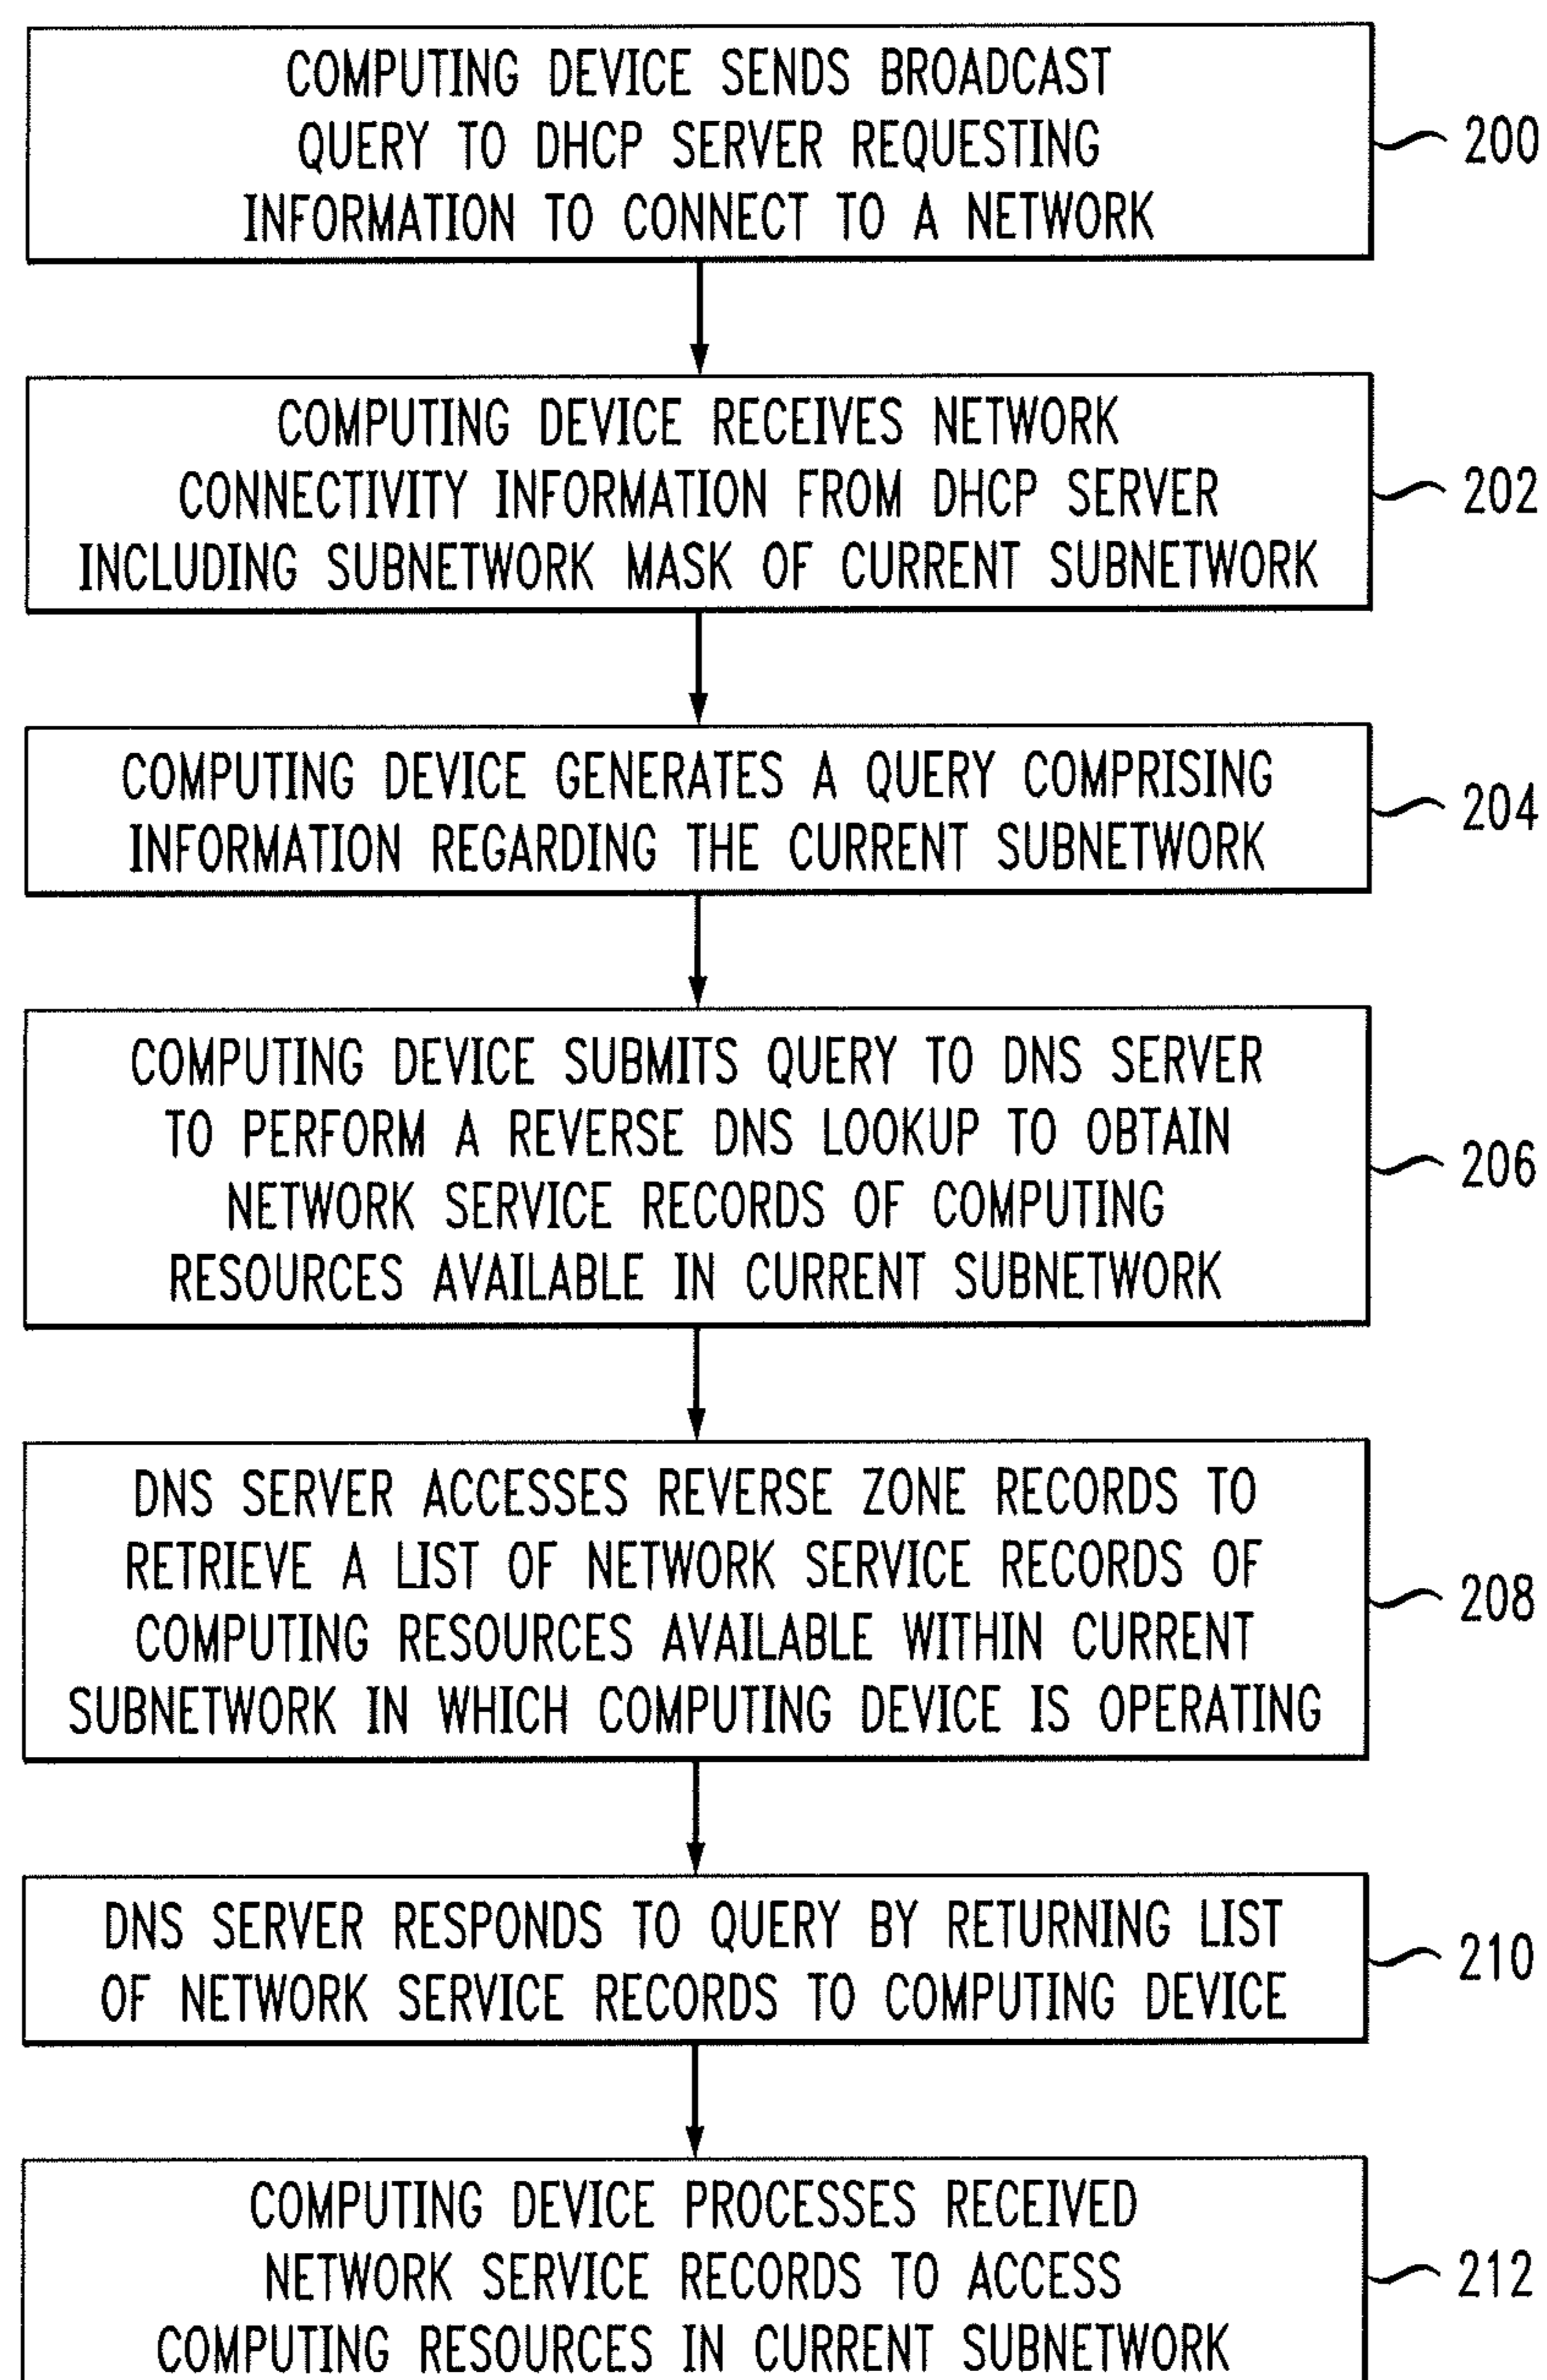 COMPUTING DEVICE SENDS BROADCAST
QUERY TO DHCP SERVER REQUESTING
INFORMATION TO CONNECT TO A NETWORK
200
COMPUTING DEVICE RECEIVES NETWORK
CONNECTIVITY INFORMATION FROM DHCP SERVER
INCLUDING SUBNETWORK MASK OF CURRENT SUBNETWORK
202
COMPUTING DEVICE GENERATES A QUERY COMPRISING
INFORMATION REGARDING THE CURRENT SUBNETWORK
204
COMPUTING DEVICE SUBMITS QUERY TO DNS SERVER
TO PERFORM A REVERSE DNS LOOKUP TO OBTAIN
NETWORK SERVICE RECORDS OF COMPUTING
RESOURCES AVAILABLE IN CURRENT SUBNETWORK
206
DNS SERVER ACCESSES REVERSE ZONE RECORDS TO
RETRIEVE A LIST OF NETWORK SERVICE RECORDS OF
COMPUTING RESOURCES AVAILABLE WITHIN CURRENT
SUBNETWORK IN WHICH COMPUTING DEVICE IS OPERATING
208
DNS SERVER RESPONDS TO QUERY BY RETURNING LIST
OF NETWORK SERVICE RECORDS TO COMPUTING DEVICE
210
COMPUTING DEVICE PROCESSES RECEIVED
NETWORK SERVICE RECORDS TO ACCESS
COMPUTING RESOURCES IN CURRENT SUBNETWORK
212